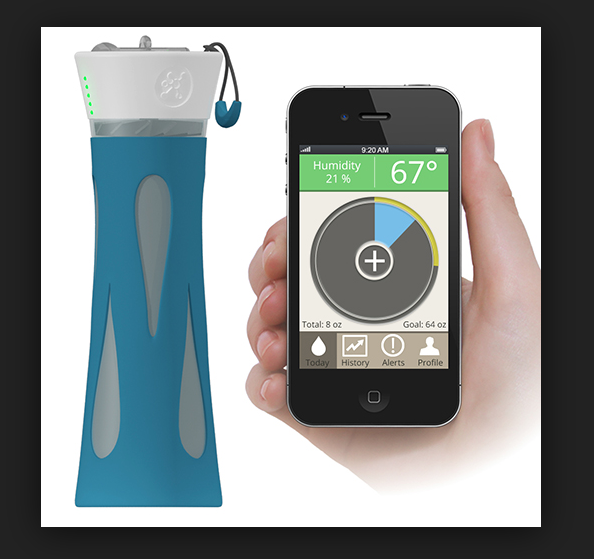 9:20 AM
Humidity
21 %
67°
Total: 8 oz
Goal: 64 oz
Today
History
Alerts
Profile